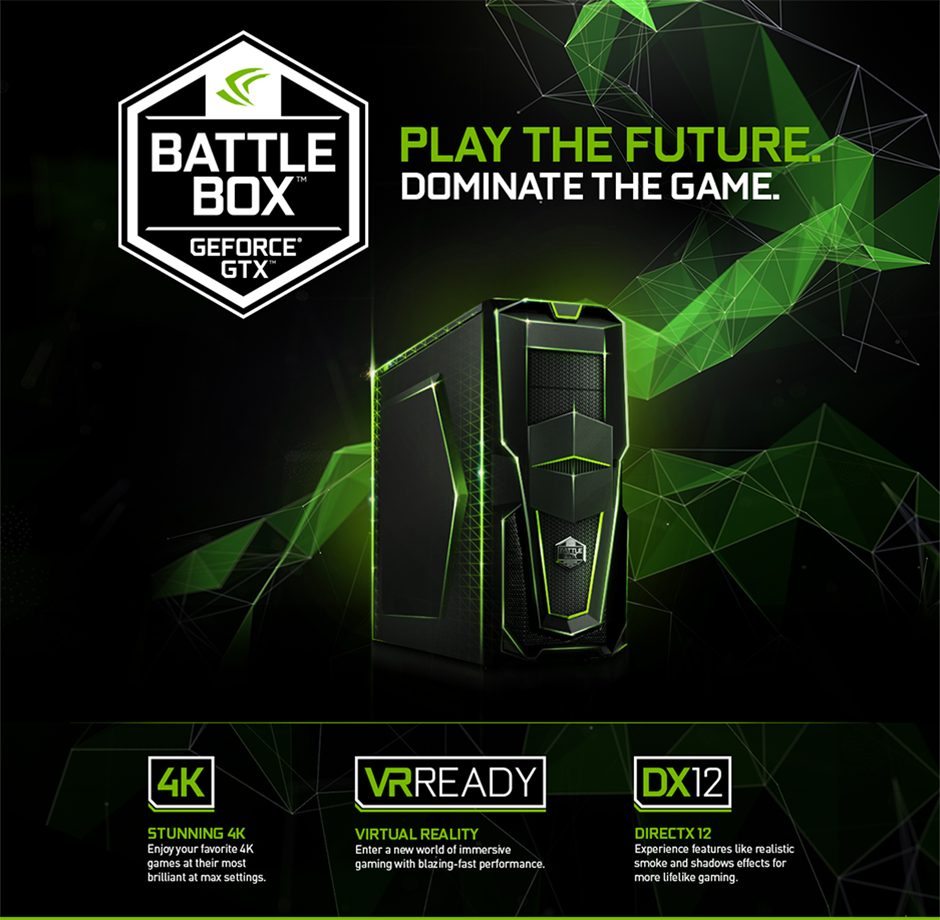 BATTLE
BOX™
GEFORCE®
GTX™
PLAY THE FUTURE.
DOMINATE THE GAME.
BATTLE
BOX
4K
VRREADY
DX12
STUNNING 4K
Enjoy your favorite 4K
games at their most
brilliant at max settings.
VIRTUAL REALITY
Enter a new world of immersive
gaming with blazing-fast performance.
DIRECTX 12
Experience features like realistic
smoke and shadows effects for
more lifelike gaming.